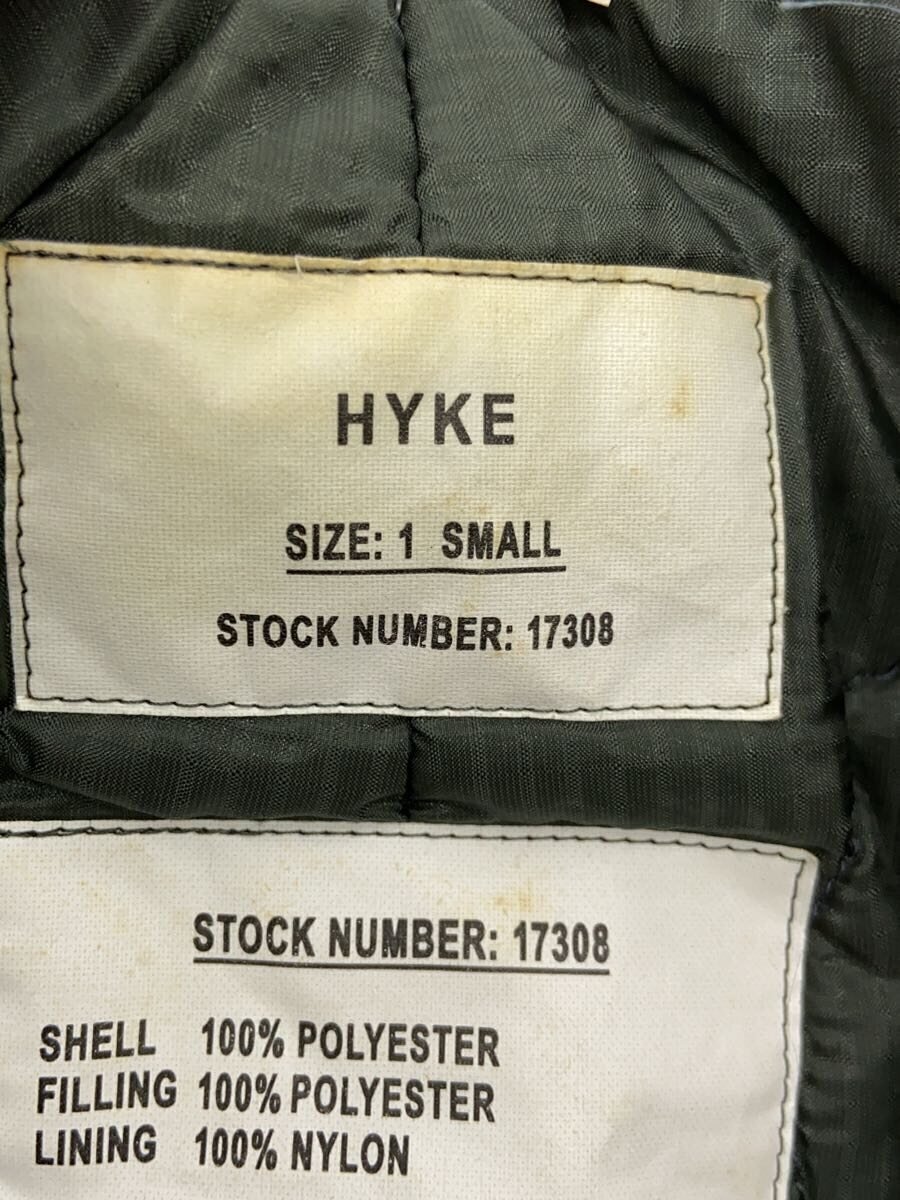 HYKE
SIZE: 1 SMALL
STOCK NUMBER: 17308
STOCK NUMBER: 17308
SHELL 100% POLYESTER
FILLING 100% POLYESTER
LINING 100% NYLON